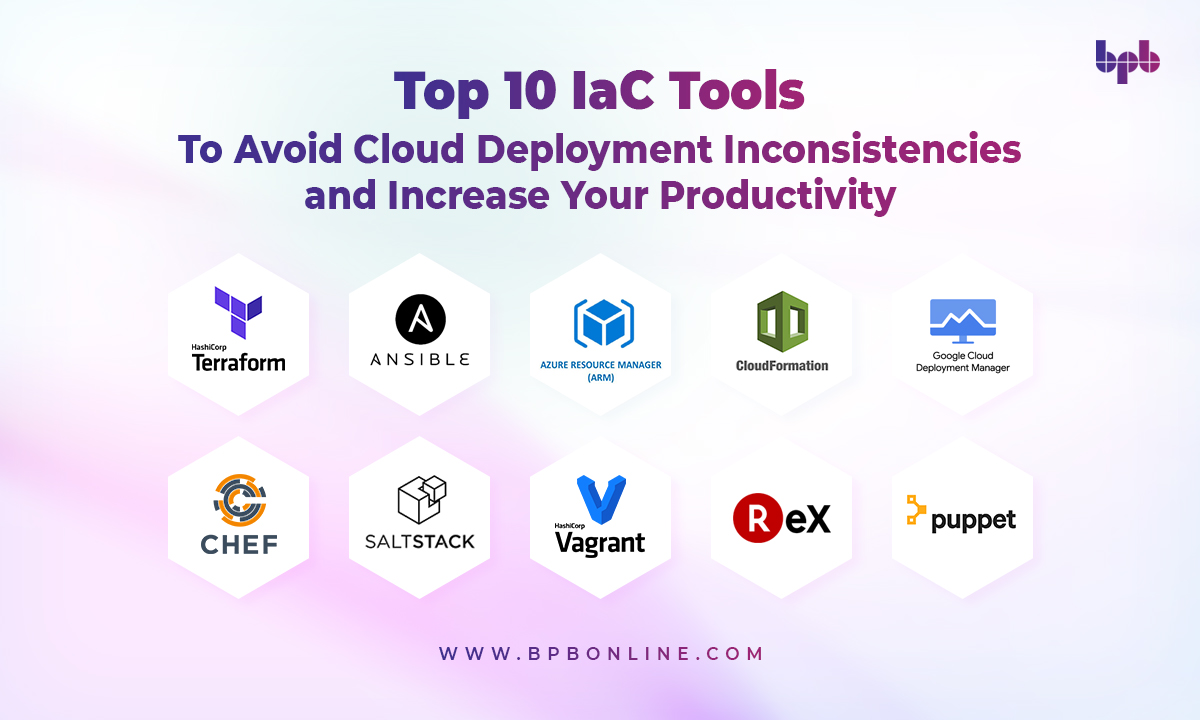 bpb
Top 10 IaC Tools
To Avoid Cloud Deployment Inconsistencies
and Increase Your Productivity
HashiCorp
Terraform
ANSIBLE
AZURE RESOURCE MANAGER
(ARM)
CloudFormation
Google Cloud
Deployment Manager
CHEF
SALTSTACK
HashiCorp
Vagrant
ReX
puppet
WWW.BPBONLINE.COM